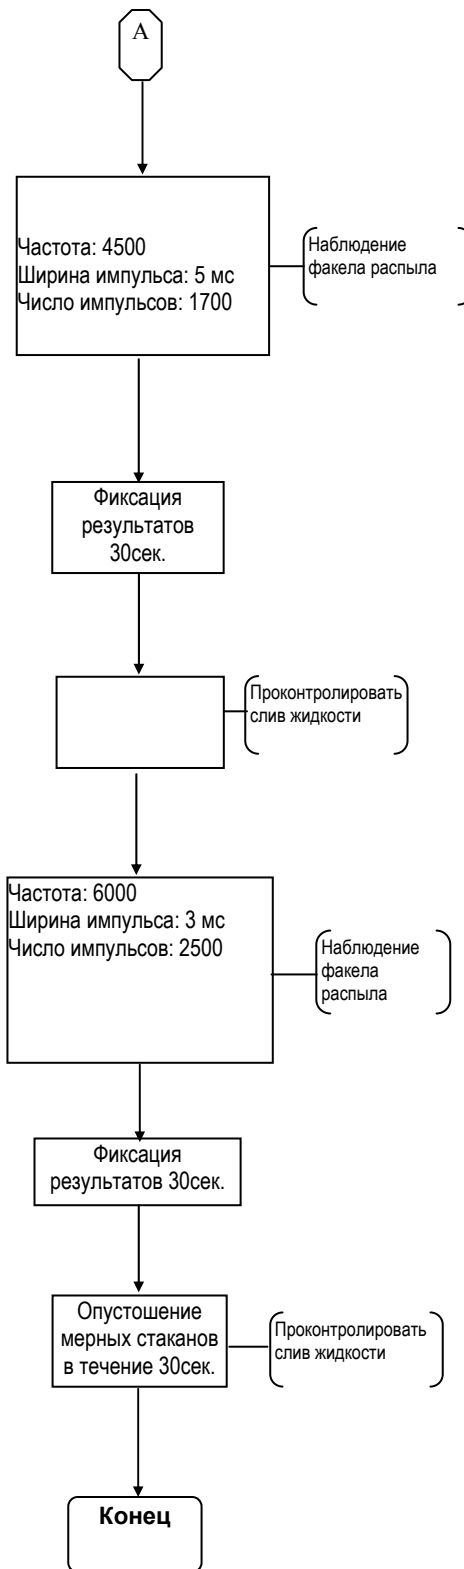 А
Частота: 4500
Ширина импульса: 5 мс
Число импульсов: 1700
Наблюдение
факела распыла
Фиксация
результатов
30сек.
Проконтролировать
слив жидкости
Частота: 6000
Ширина импульса: 3 мс
Число импульсов: 2500
Наблюдение
факела
распыла
Фиксация
результатов 30сек.
Опустошение
мерных стаканов
в течение 30сек.
Проконтролировать
слив жидкости
Конец